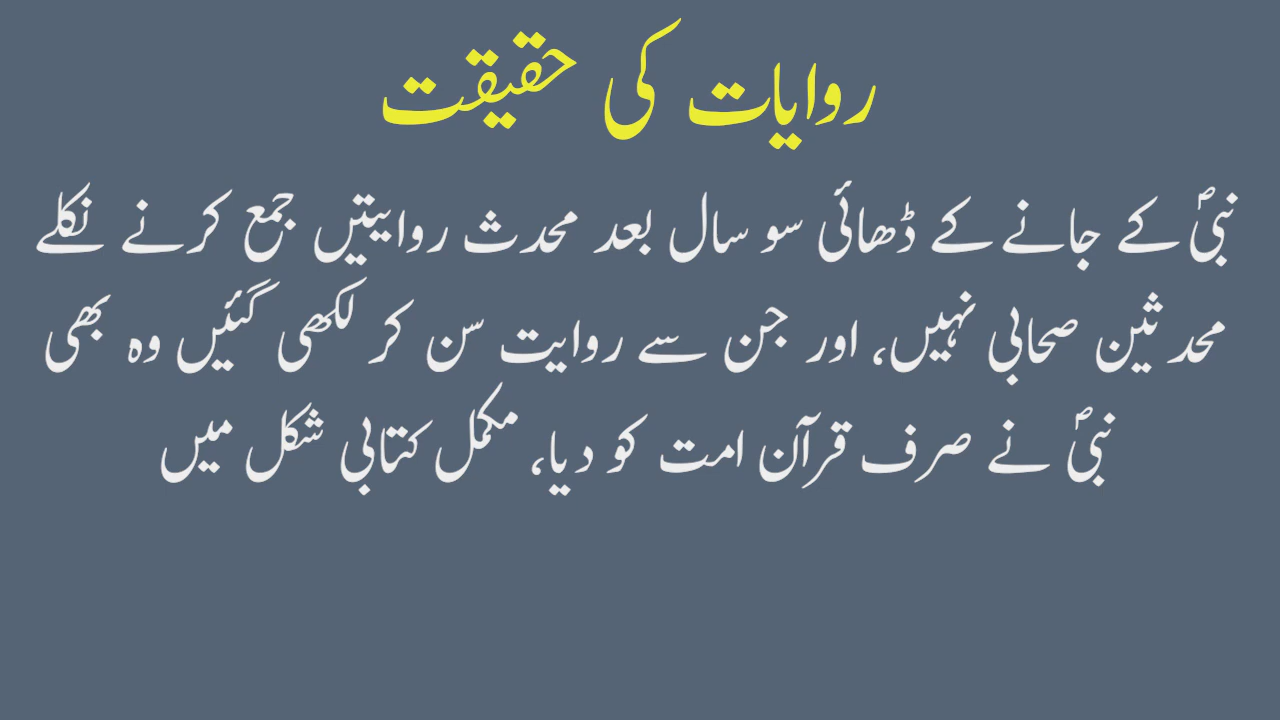 روایات کی حقیقت
نبیؐ کے جانے کے ڈھائی سو سال بعد محدث روایتیں جمع کرنے نکلے
محدثین صحابی نہیں، اور جن سے روایت سن کر لکھی گئیں وہ بھی
نبیؐ نے صرف قرآن امت کو دیا، مکمل کتابی شکل میں